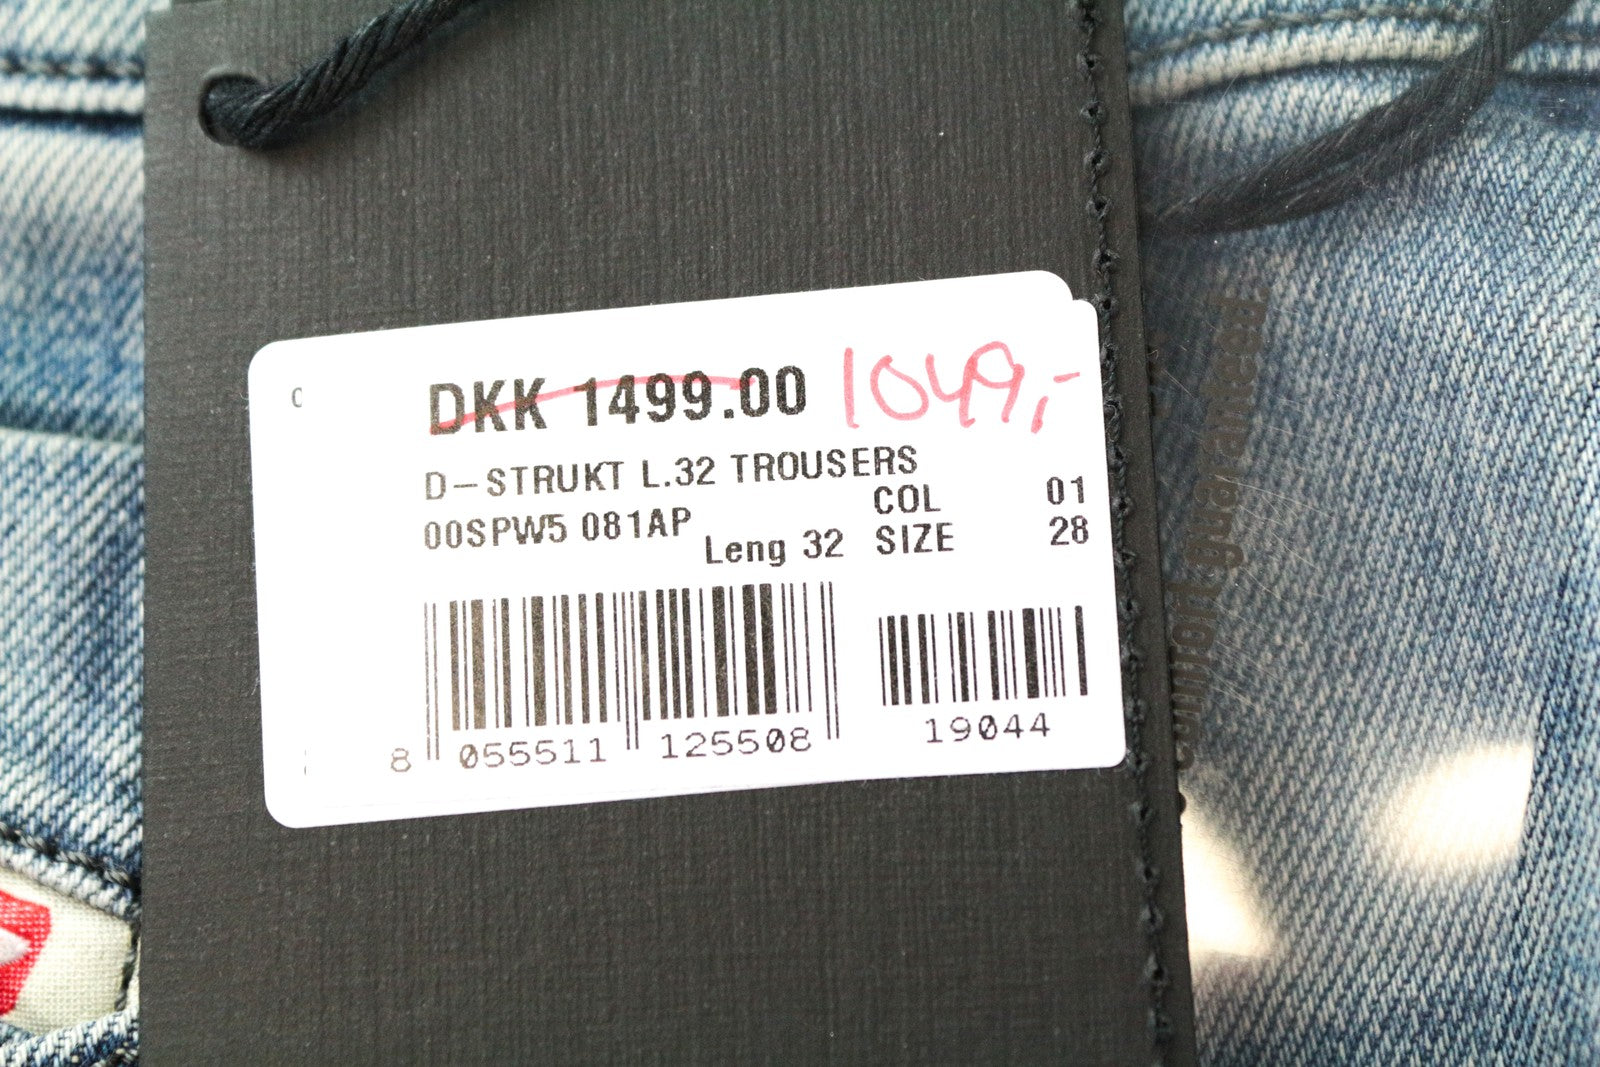 DKK 1499.00 1049,-
D-STRUKT L.32 TROUSERS
00SPW5 081AP
COL 01
Leng 32
SIZE 28
8 055511 125508
19044
guaranteed